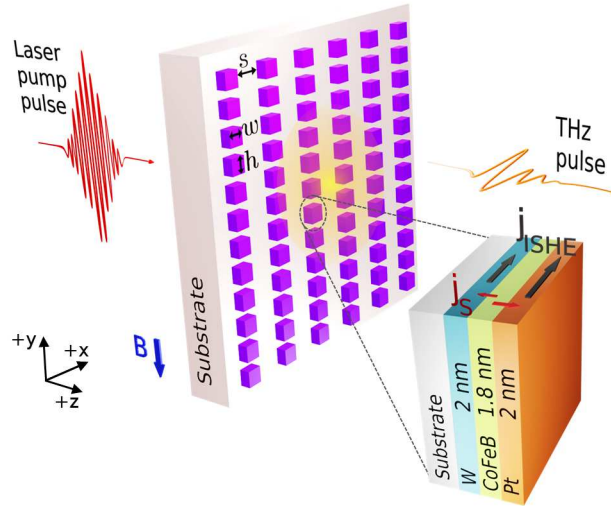 Laser
pump
pulse
s
w
h
THz
pulse
j ISHE
j S
Substrate
B
+y
+x
+z
Substrate
W 2 nm
CoFeB 1.8 nm
Pt 2 nm